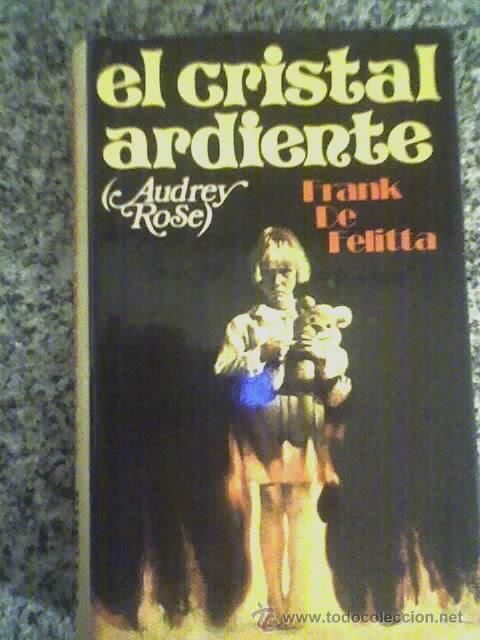 el cristal
ardiente
(Audrey
Rose)
Frank
De
Felitta
www.todocoleccion.net